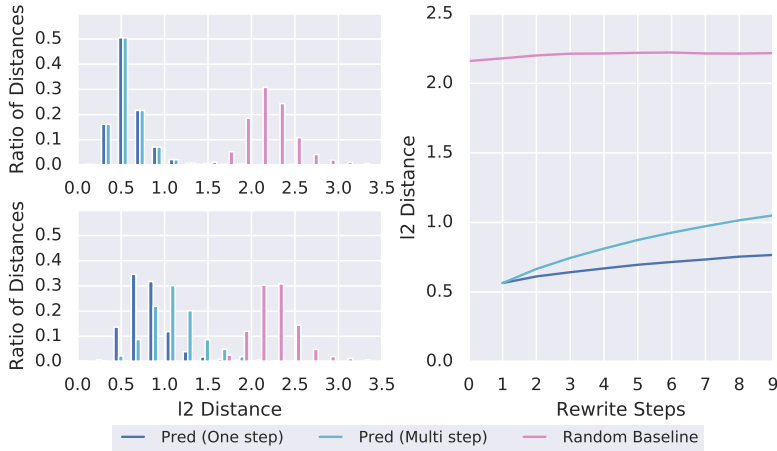 Ratio of Distances
0.5
0.4
0.3
0.2
0.1
0.0
0.0 0.5 1.0 1.5 2.0 2.5 3.0 3.5
Ratio of Distances
0.5
0.4
0.3
0.2
0.1
0.0
0.0 0.5 1.0 1.5 2.0 2.5 3.0 3.5
l2 Distance
l2 Distance
2.5
2.0
1.5
1.0
0.5
0.0
0 1 2 3 4 5 6 7 8 9
Rewrite Steps
Pred (One step) Pred (Multi step) Random Baseline